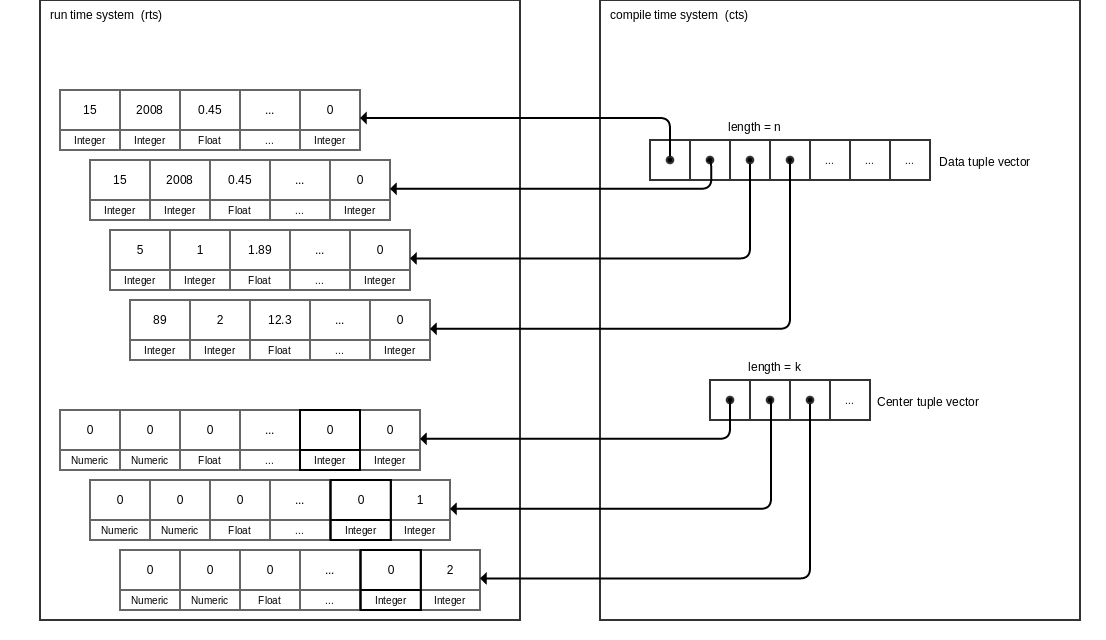 run time system (rts)
compile time system (cts)
15 2008 0.45 ... 0
Integer Integer Float ... Integer
length = n
... ... ...
Data tuple vector
15 2008 0.45 ... 0
Integer Integer Float ... Integer
5 1 1.89 ... 0
Integer Integer Float ... Integer
89 2 12.3 ... 0
Integer Integer Float ... Integer
length = k
...
Center tuple vector
0 0 0 ... 0 0
Numeric Numeric Float ... Integer Integer
0 0 0 ... 0 1
Numeric Numeric Float ... Integer Integer
0 0 0 ... 0 2
Numeric Numeric Float ... Integer Integer